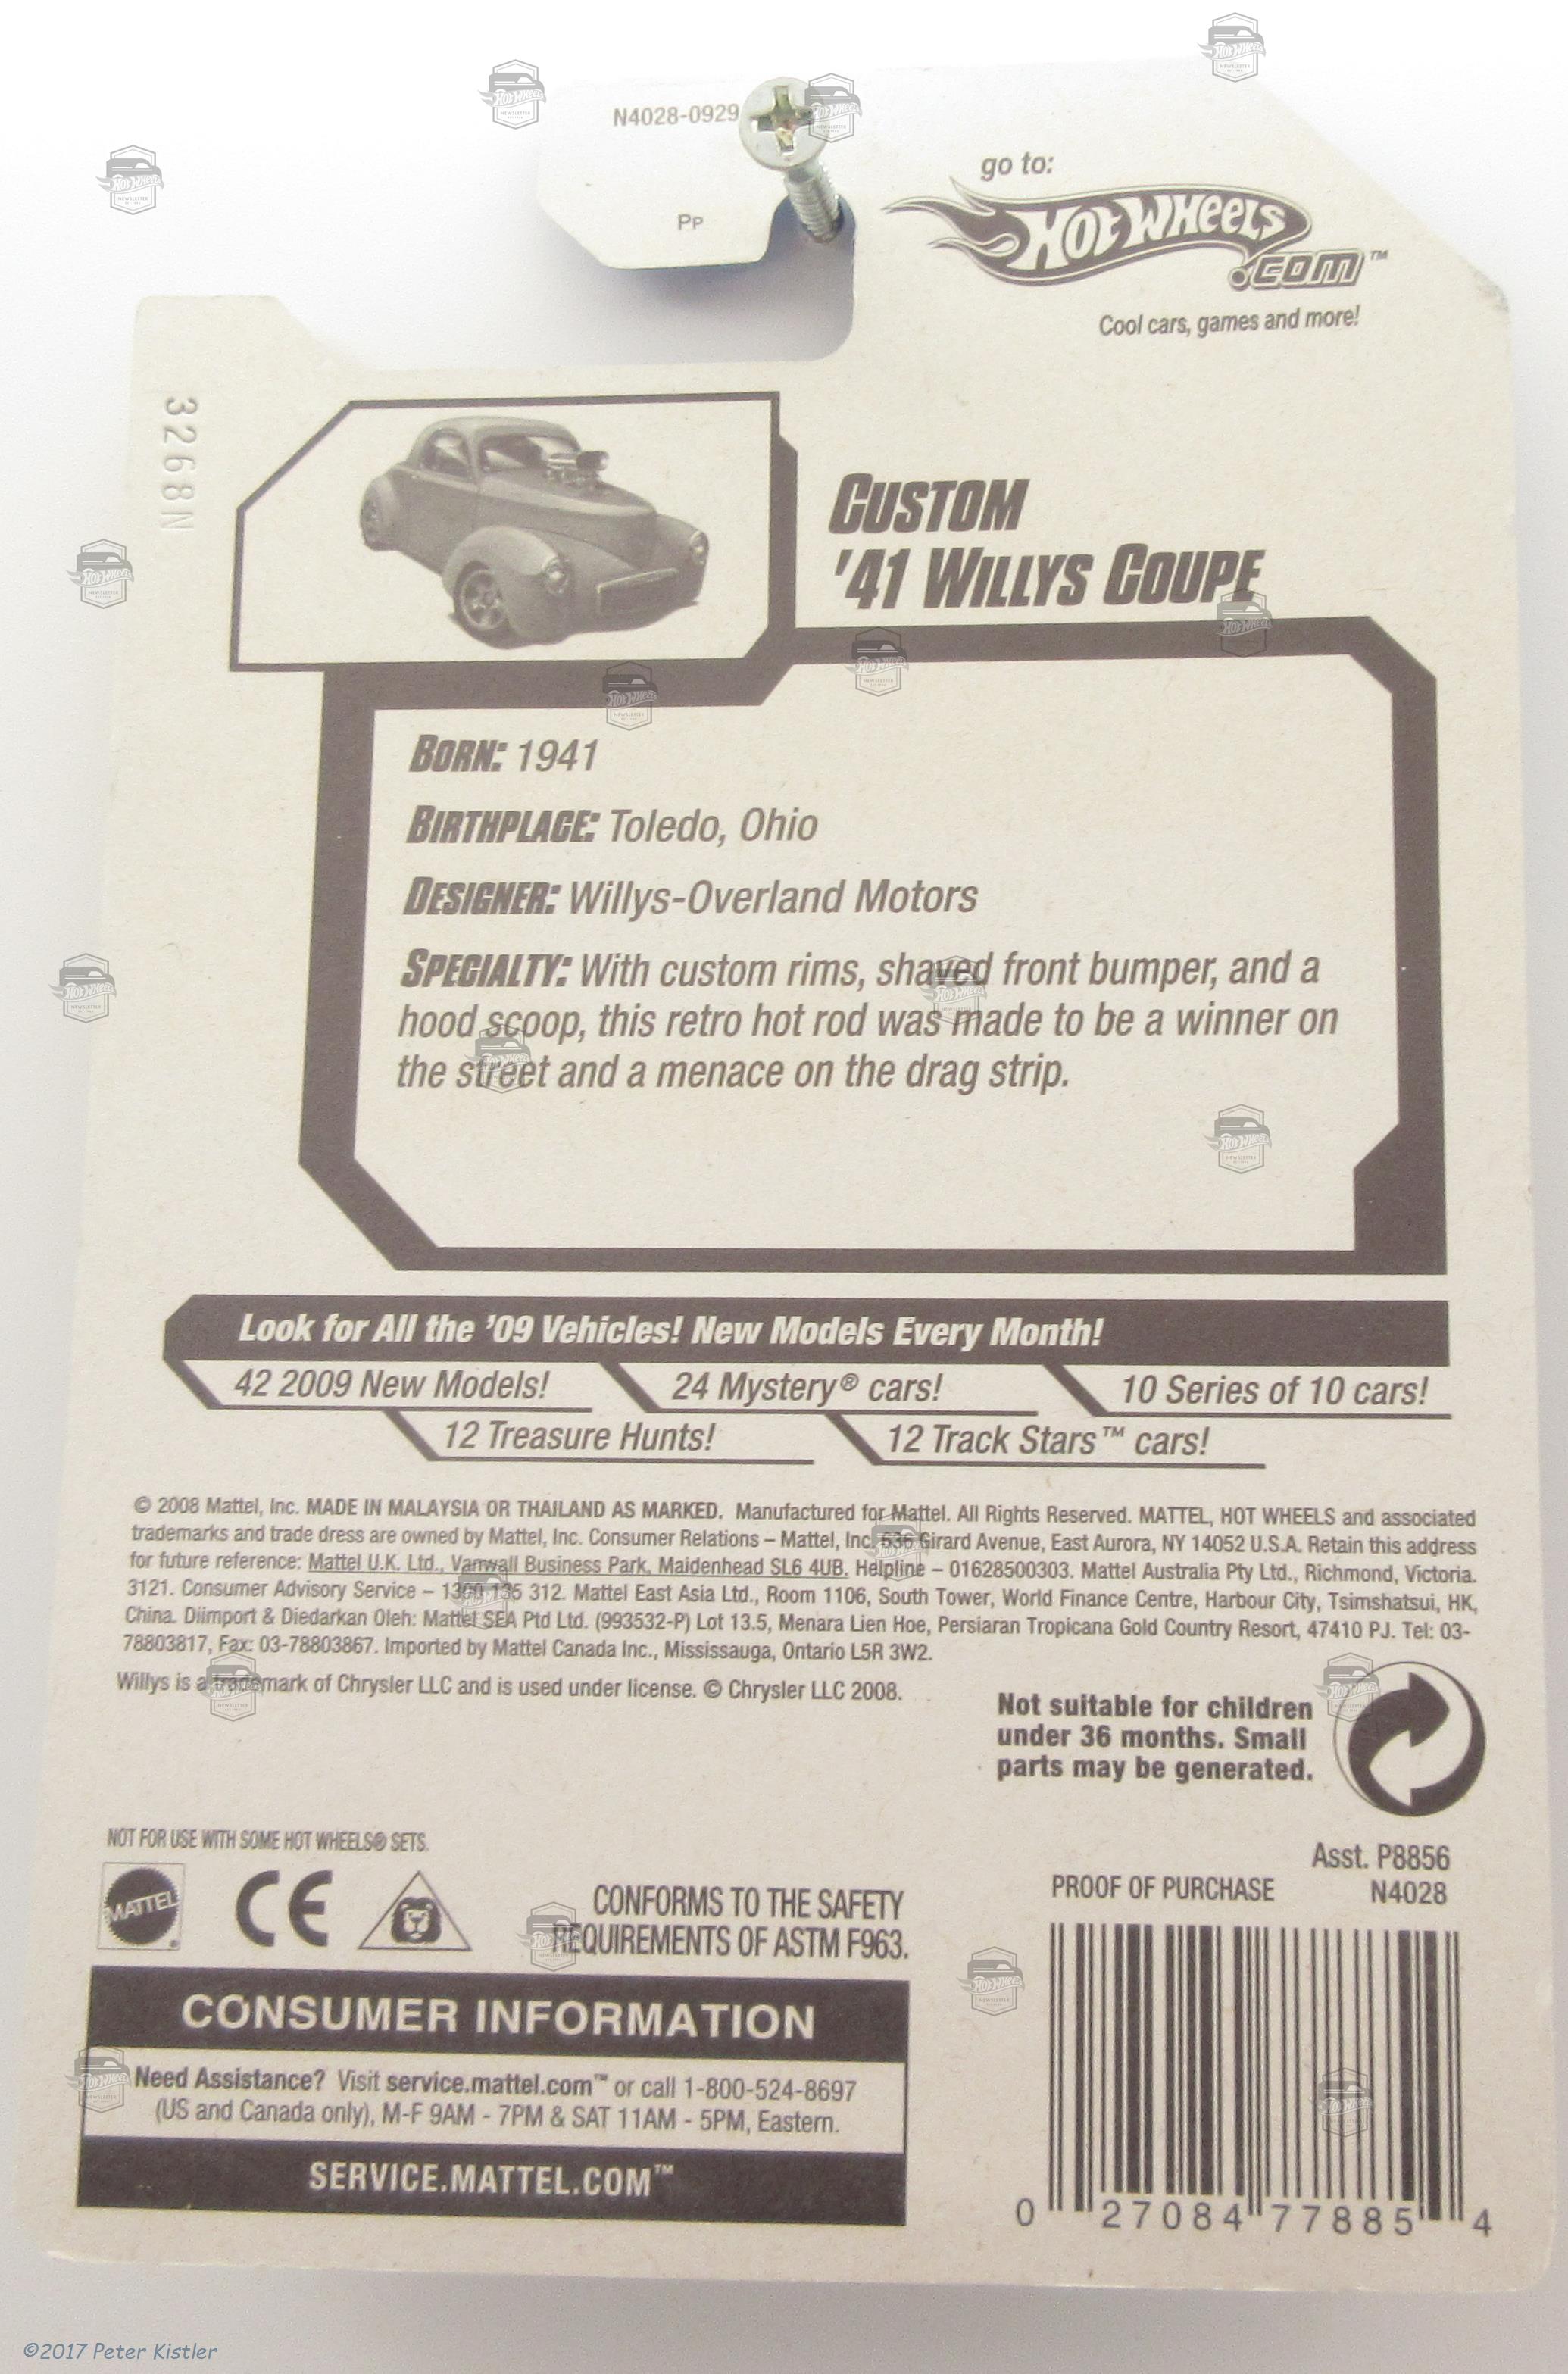 N4028-0929
Pp
go to:
Hot Wheels
.com™
Cool cars, games and more!
3268N
Custom
'41 Willys Coupe
Born: 1941
Birthplace: Toledo, Ohio
Designer: Willys-Overland Motors
Specialty: With custom rims, shaved front bumper, and a
hood scoop, this retro hot rod was made to be a winner on
the street and a menace on the drag strip.
Look for All the '09 Vehicles! New Models Every Month!
42 2009 New Models!
24 Mystery® cars!
10 Series of 10 cars!
12 Treasure Hunts!
12 Track Stars™ cars!
© 2008 Mattel, Inc. MADE IN MALAYSIA OR THAILAND AS MARKED. Manufactured for Mattel. All Rights Reserved. MATTEL, HOT WHEELS and associated
trademarks and trade dress are owned by Mattel, Inc. Consumer Relations – Mattel, Inc. 636 Girard Avenue, East Aurora, NY 14052 U.S.A. Retain this address
for future reference: Mattel U.K. Ltd., Vanwall Business Park, Maidenhead SL6 4UB. Helpline – 01628500303. Mattel Australia Pty Ltd., Richmond, Victoria.
3121. Consumer Advisory Service – 1300 135 312. Mattel East Asia Ltd., Room 1106, South Tower, World Finance Centre, Harbour City, Tsimshatsui, HK,
China. Diimport & Diedarkan Oleh: Mattel SEA Ptd Ltd. (993532-P) Lot 13.5, Menara Lien Hoe, Persiaran Tropicana Gold Country Resort, 47410 PJ. Tel: 03-
78803817, Fax: 03-78803867. Imported by Mattel Canada Inc., Mississauga, Ontario L5R 3W2.
Willys is a trademark of Chrysler LLC and is used under license. © Chrysler LLC 2008.
Not suitable for children
under 36 months. Small
parts may be generated.
NOT FOR USE WITH SOME HOT WHEELS® SETS.
MATTEL
CE
CONFORMS TO THE SAFETY
REQUIREMENTS OF ASTM F963.
Asst. P8856
PROOF OF PURCHASE
N4028
CONSUMER INFORMATION
Need Assistance? Visit service.mattel.com™ or call 1-800-524-8697
(US and Canada only), M-F 9AM - 7PM & SAT 11AM - 5PM, Eastern.
SERVICE.MATTEL.COM™
0 27084 77885 4
©2017 Peter Kistler